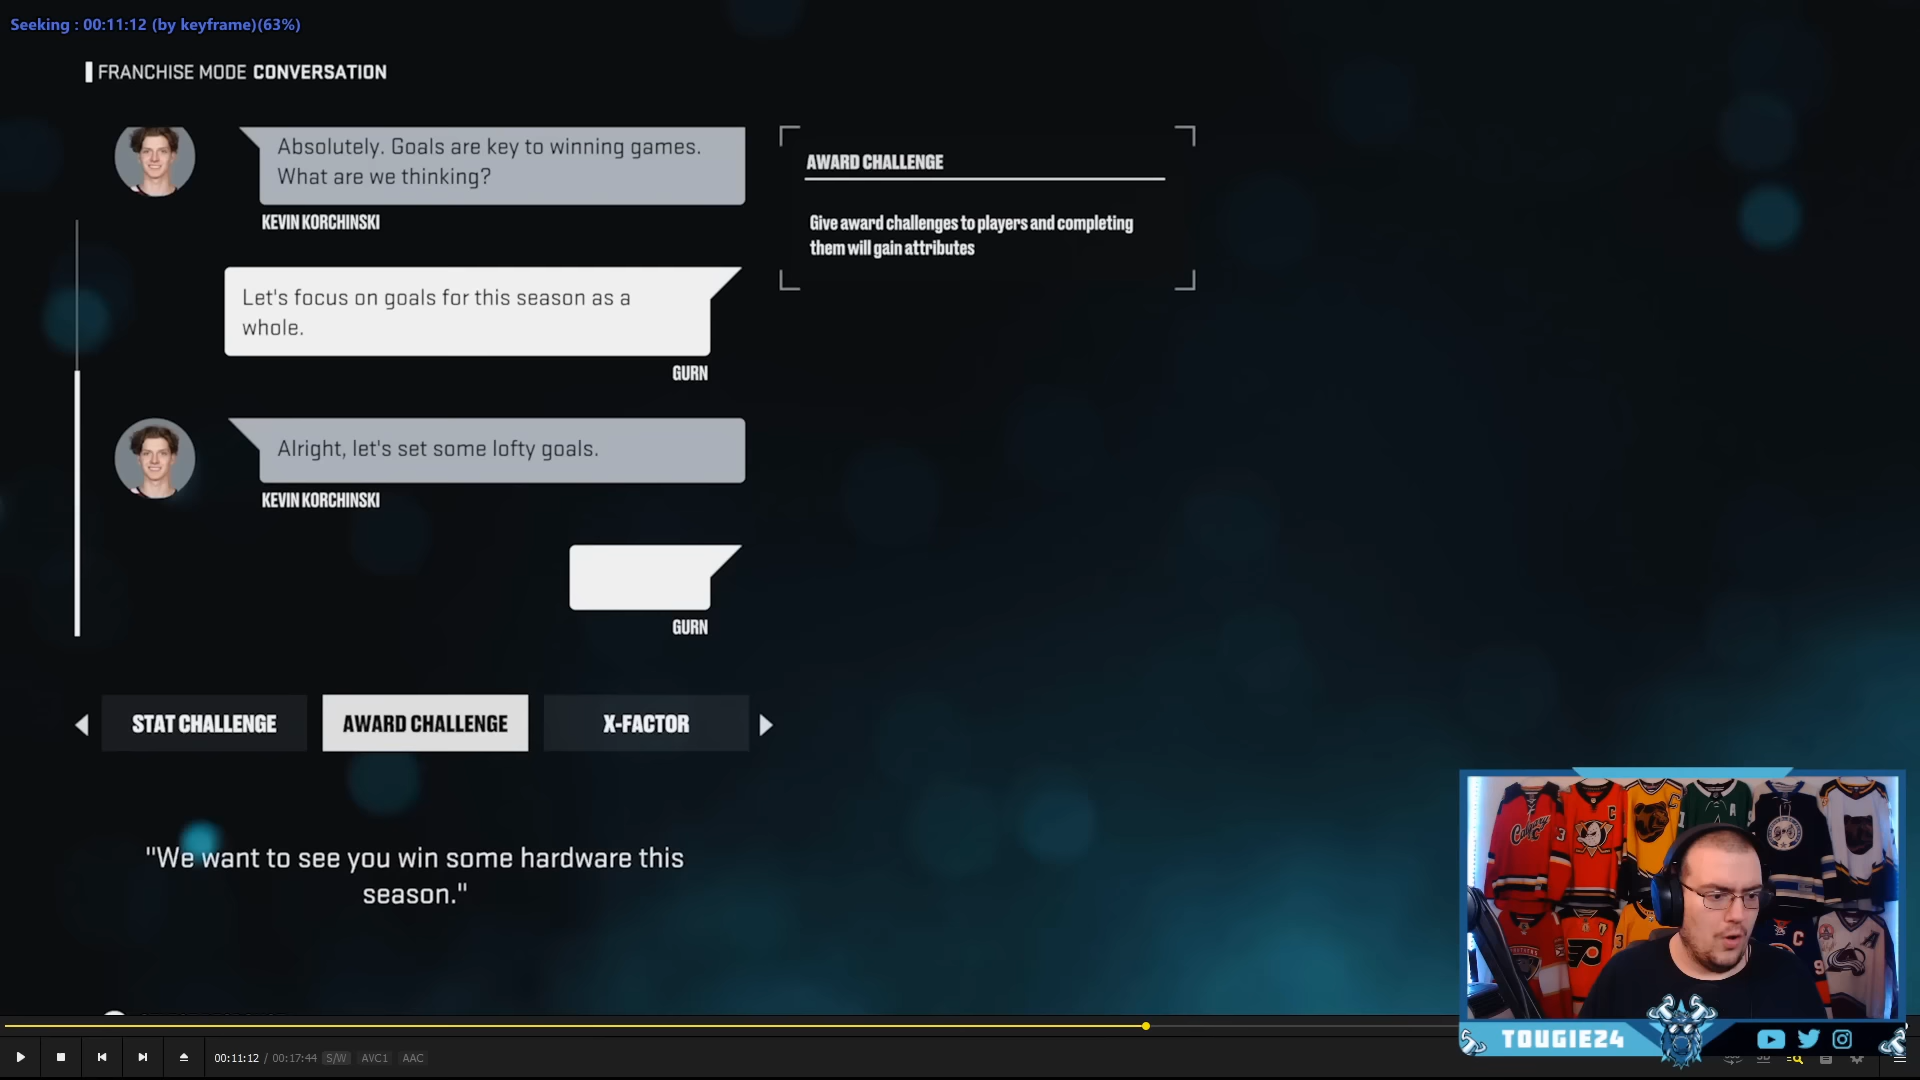 Seeking : 00:11:12 (by keyframe)(63%)
FRANCHISE MODE CONVERSATION
Absolutely. Goals are key to winning games.
What are we thinking?
KEVIN KORCHINSKI
AWARD CHALLENGE
Give award challenges to players and completing
them will gain attributes
Let's focus on goals for this season as a
whole.
GURN
Alright, let's set some lofty goals.
KEVIN KORCHINSKI
GURN
STAT CHALLENGE
AWARD CHALLENGE
X-FACTOR
"We want to see you win some hardware this
season."
TOUGIE24
00:11:12 / 00:17:44 S/W AVC1 AAC